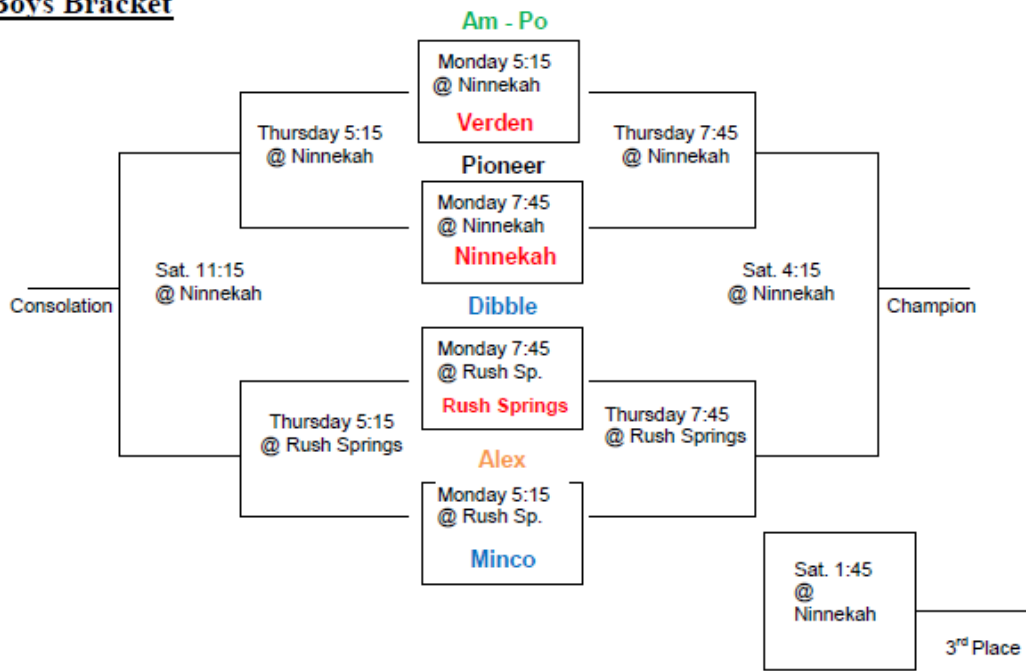 Boys Bracket
Am - Po
Monday 5:15
@ Ninnekah
Verden
Thursday 5:15
@ Ninnekah
Thursday 7:45
@ Ninnekah
Pioneer
Monday 7:45
@ Ninnekah
Ninnekah
Sat. 11:15
@ Ninnekah
Sat. 4:15
@ Ninnekah
Consolation
Champion
Dibble
Monday 7:45
@ Rush Sp.
Rush Springs
Thursday 5:15
@ Rush Springs
Thursday 7:45
@ Rush Springs
Alex
Monday 5:15
@ Rush Sp.
Minco
Sat. 1:45
@
Ninnekah
3rd Place